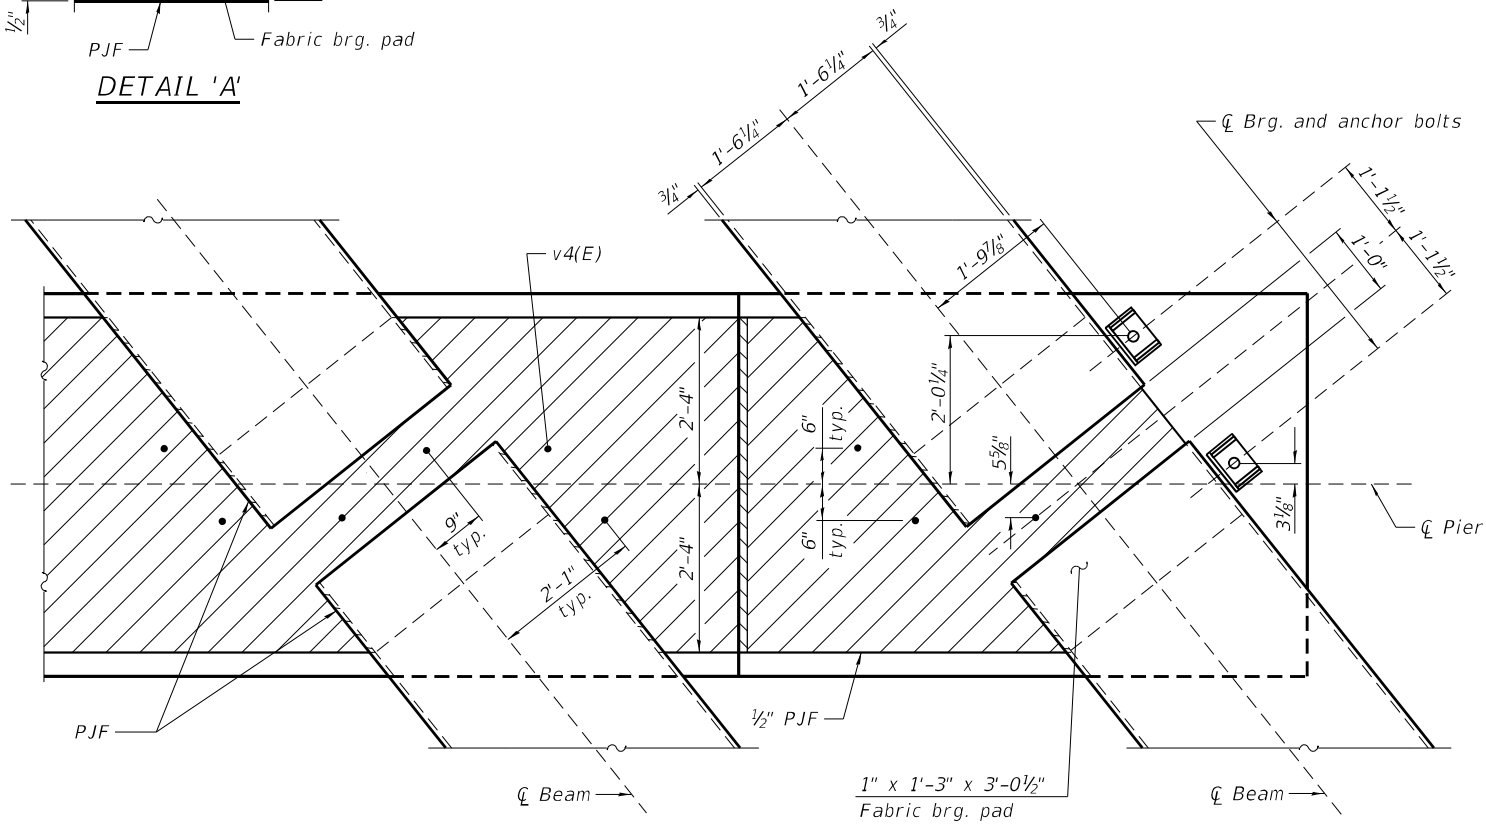 ½"
PJF
Fabric brg. pad
DETAIL 'A'
¾"
1'-6¼"
1'-6¼"
¾"
℄ Brg. and anchor bolts
1'-1½"
1'-0"
1'-1½"
v4(E)
1'-9⅞"
2'-4"
2'-0¼"
6"
typ.
5⅝"
9"
typ.
6"
typ.
3⅛"
℄ Pier
2'-4"
2'-1"
typ.
PJF
½" PJF
℄ Beam
1" x 1'-3" x 3'-0½"
Fabric brg. pad
℄ Beam